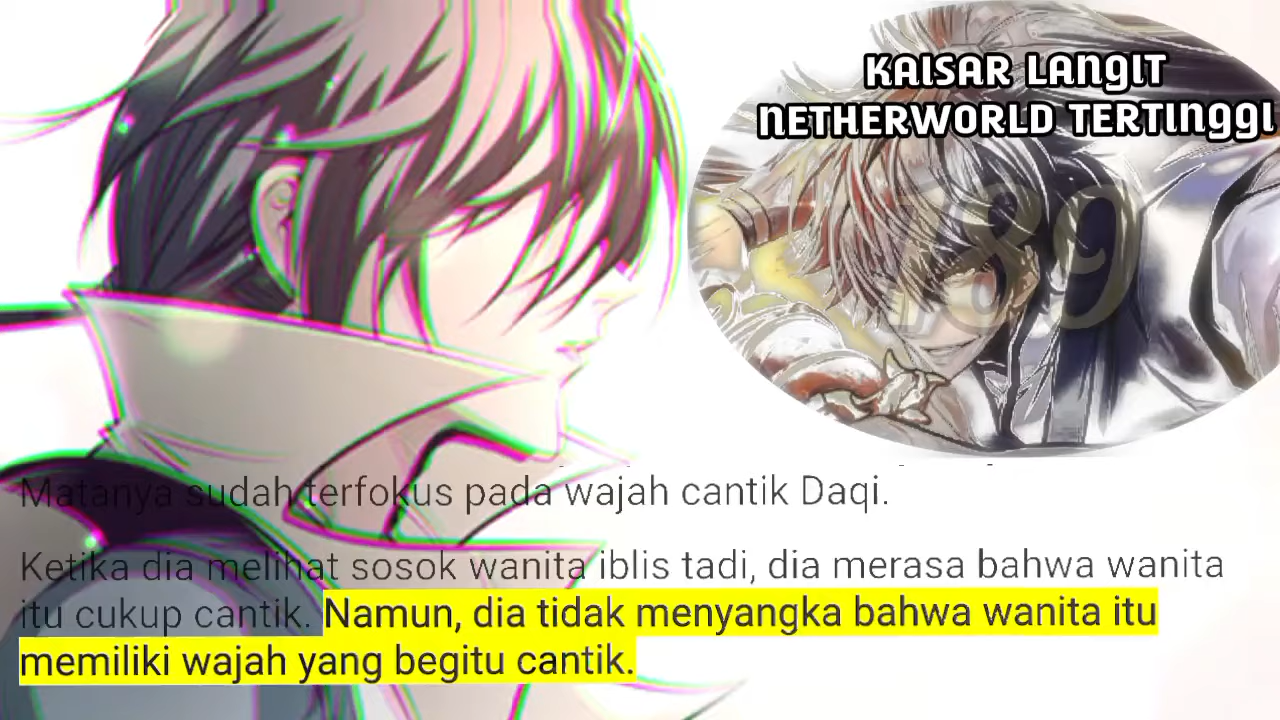 KAISAR LANGIT
NETHERWORLD TERTINGGI
189
Matanya sudah terfokus pada wajah cantik Daqi.
Ketika dia melihat sosok wanita iblis tadi, dia merasa bahwa wanita
itu cukup cantik. Namun, dia tidak menyangka bahwa wanita itu
memiliki wajah yang begitu cantik.